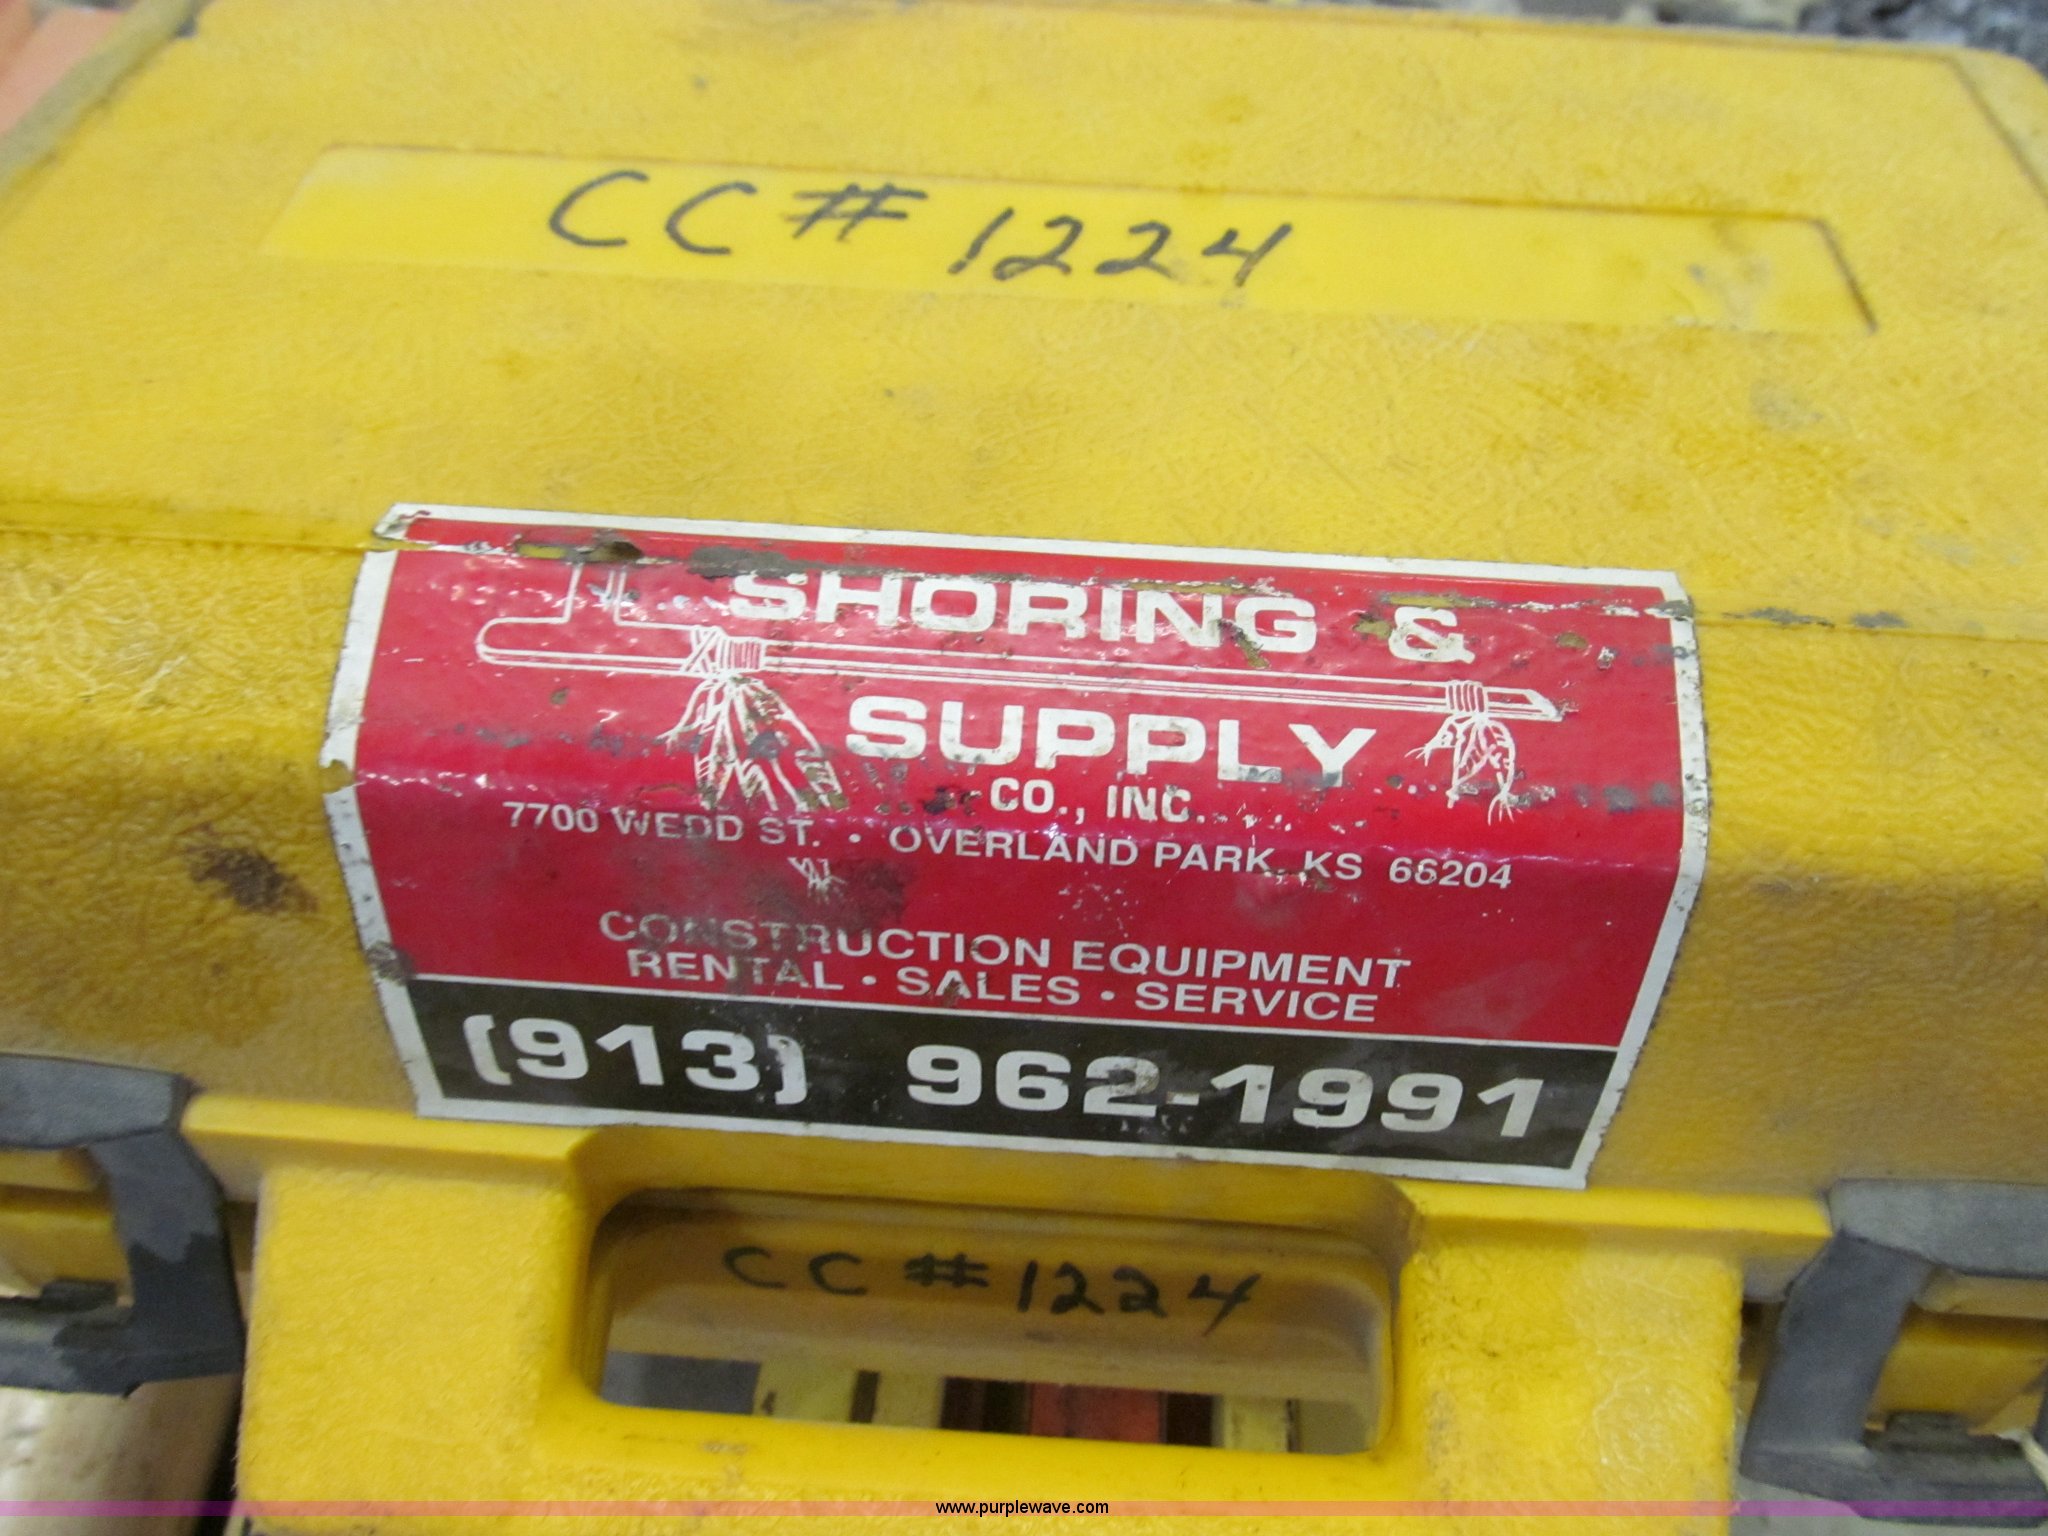 CC# 1224
SHORING &
SUPPLY
CO., INC.
7700 WEDD ST. • OVERLAND PARK, KS 66204
CONSTRUCTION EQUIPMENT
RENTAL • SALES • SERVICE
(913) 962-1991
CC #1224
www.purplewave.com